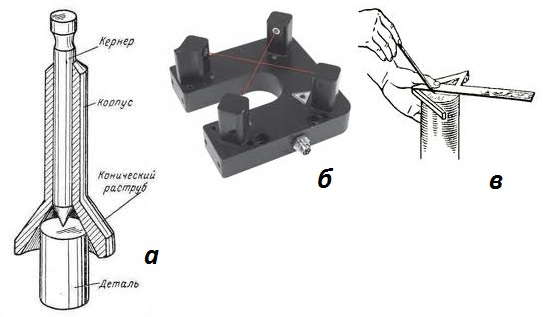 Кернер
Корпус
Конический
раструб
Деталь
а
б
в